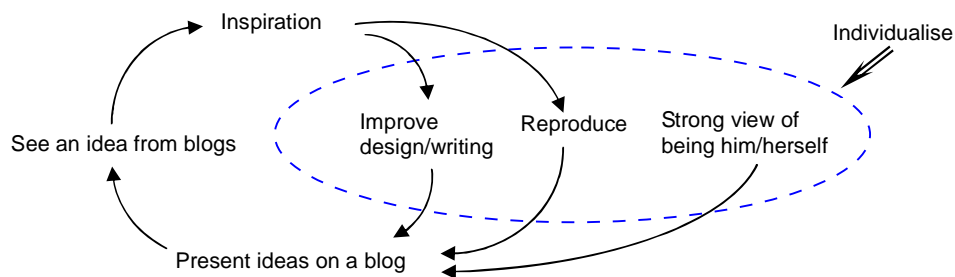 Inspiration
Individualise
Improve
design/writing
Reproduce
Strong view of
being him/herself
See an idea from blogs
Present ideas on a blog